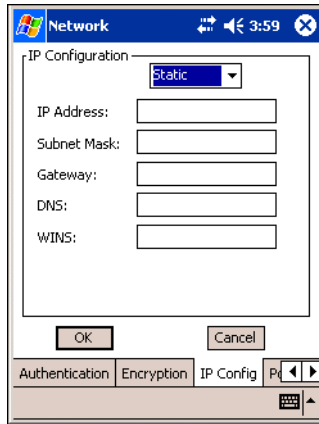 Network 3:59
IP Configuration
Static
IP Address:
Subnet Mask:
Gateway:
DNS:
WINS:
OK Cancel
Authentication Encryption IP Config